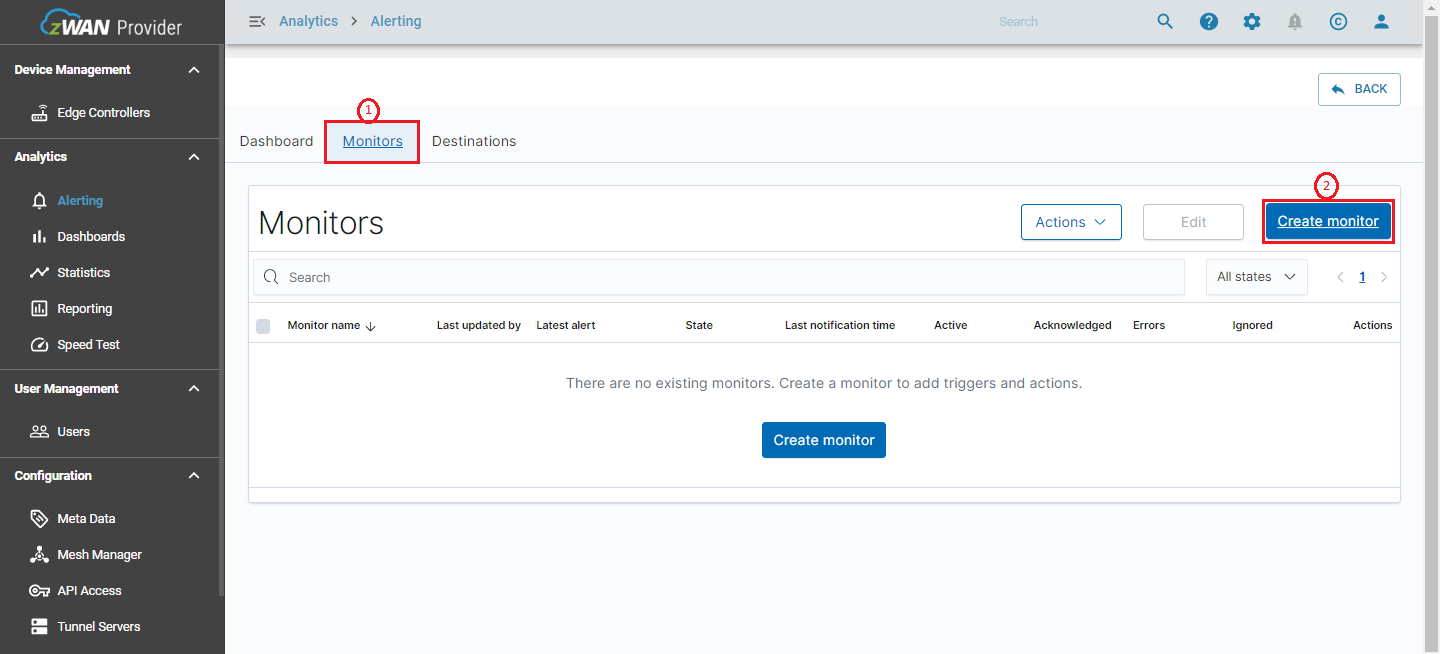 zWAN Provider
Analytics > Alerting
Search
Device Management
Edge Controllers
Analytics
Alerting
Dashboards
Statistics
Reporting
Speed Test
User Management
Users
Configuration
Meta Data
Mesh Manager
API Access
Tunnel Servers
BACK
1
Dashboard Monitors Destinations
2
Monitors Actions Edit Create monitor
Search All states 1
Monitor name Last updated by Latest alert State Last notification time Active Acknowledged Errors Ignored Actions
There are no existing monitors. Create a monitor to add triggers and actions.
Create monitor